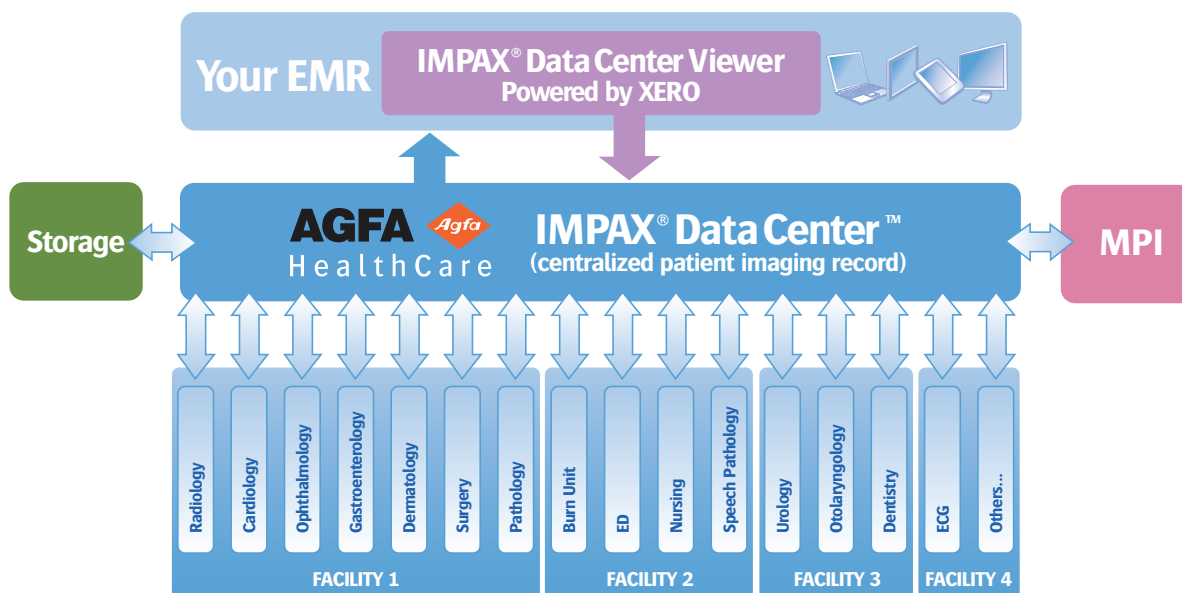 Your EMR
IMPAX® Data Center Viewer
Powered by XERO
Storage
AGFA
Agfa
HealthCare
IMPAX® Data Center™
(centralized patient imaging record)
MPI
Radiology
Cardiology
Ophthalmology
Gastroenterology
Dermatology
Surgery
Pathology
Burn Unit
ED
Nursing
Speech Pathology
Urology
Otolaryngology
Dentistry
ECG
Others...
FACILITY 1
FACILITY 2
FACILITY 3
FACILITY 4